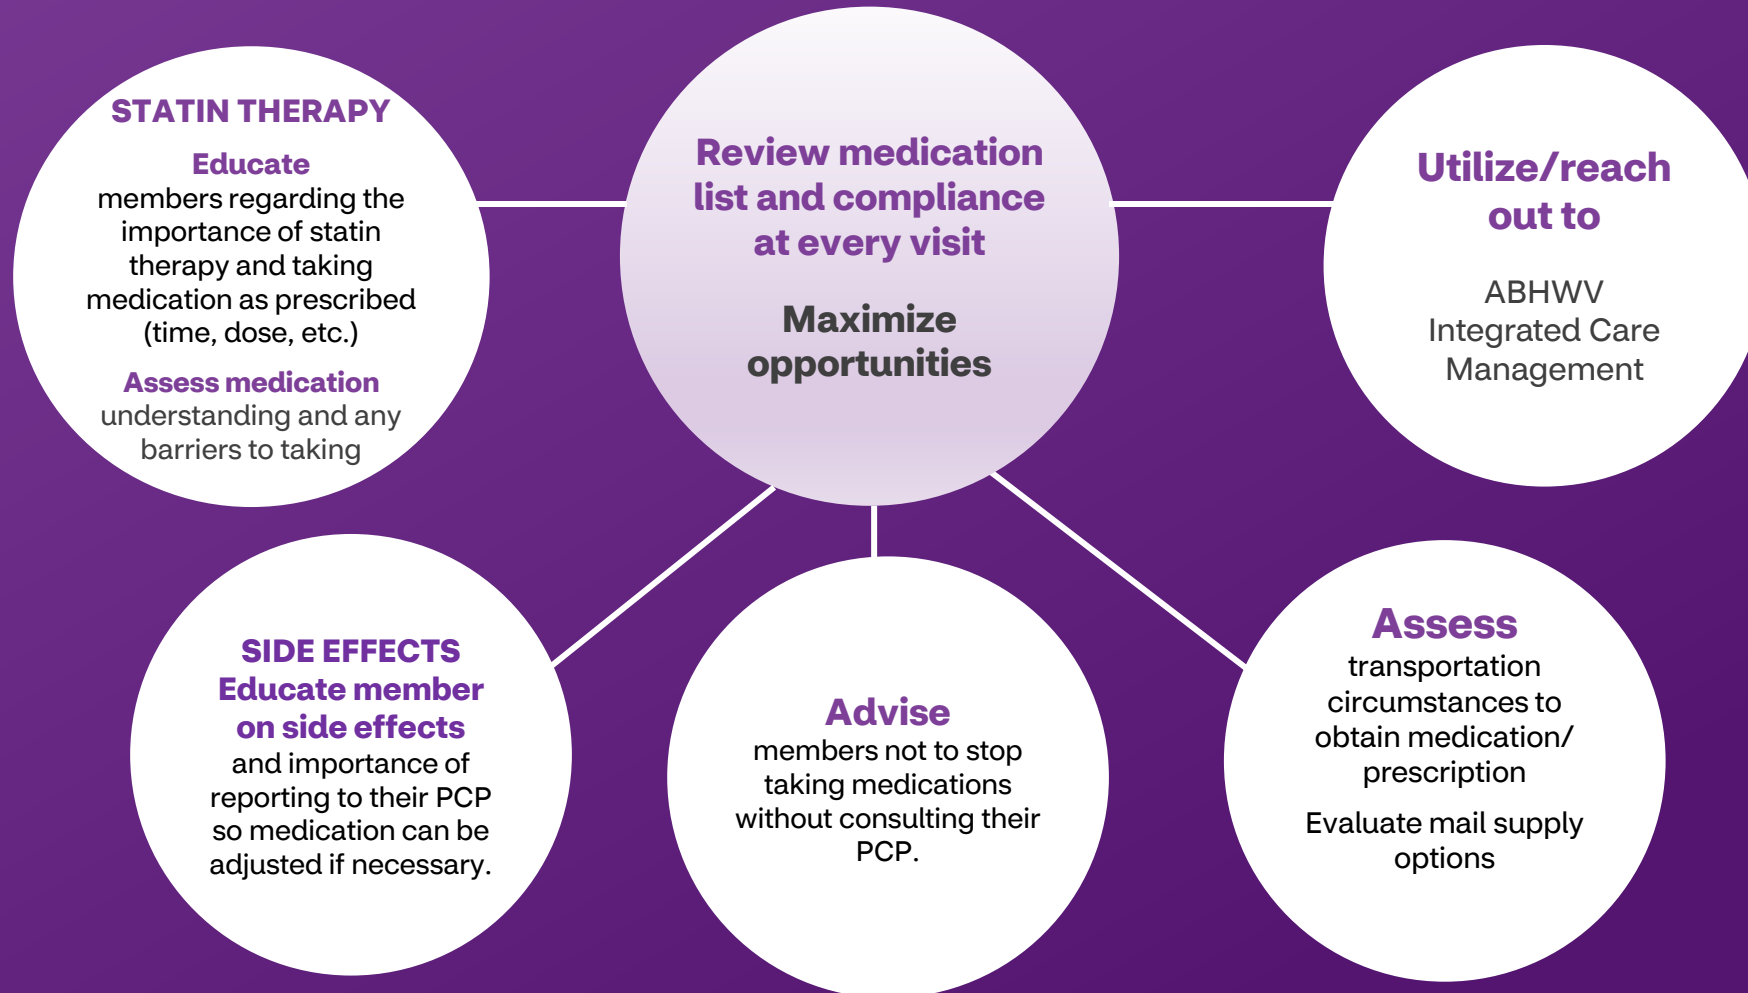 STATIN THERAPY
Educate
members regarding the
importance of statin
therapy and taking
medication as prescribed
(time, dose, etc.)
Assess medication
understanding and any
barriers to taking
Review medication
list and compliance
at every visit
Maximize
opportunities
Utilize/reach
out to
ABHWV
Integrated Care
Management
SIDE EFFECTS
Educate member
on side effects
and importance of
reporting to their PCP
so medication can be
adjusted if necessary.
Advise
members not to stop
taking medications
without consulting their
PCP.
Assess
transportation
circumstances to
obtain medication/
prescription
Evaluate mail supply
options